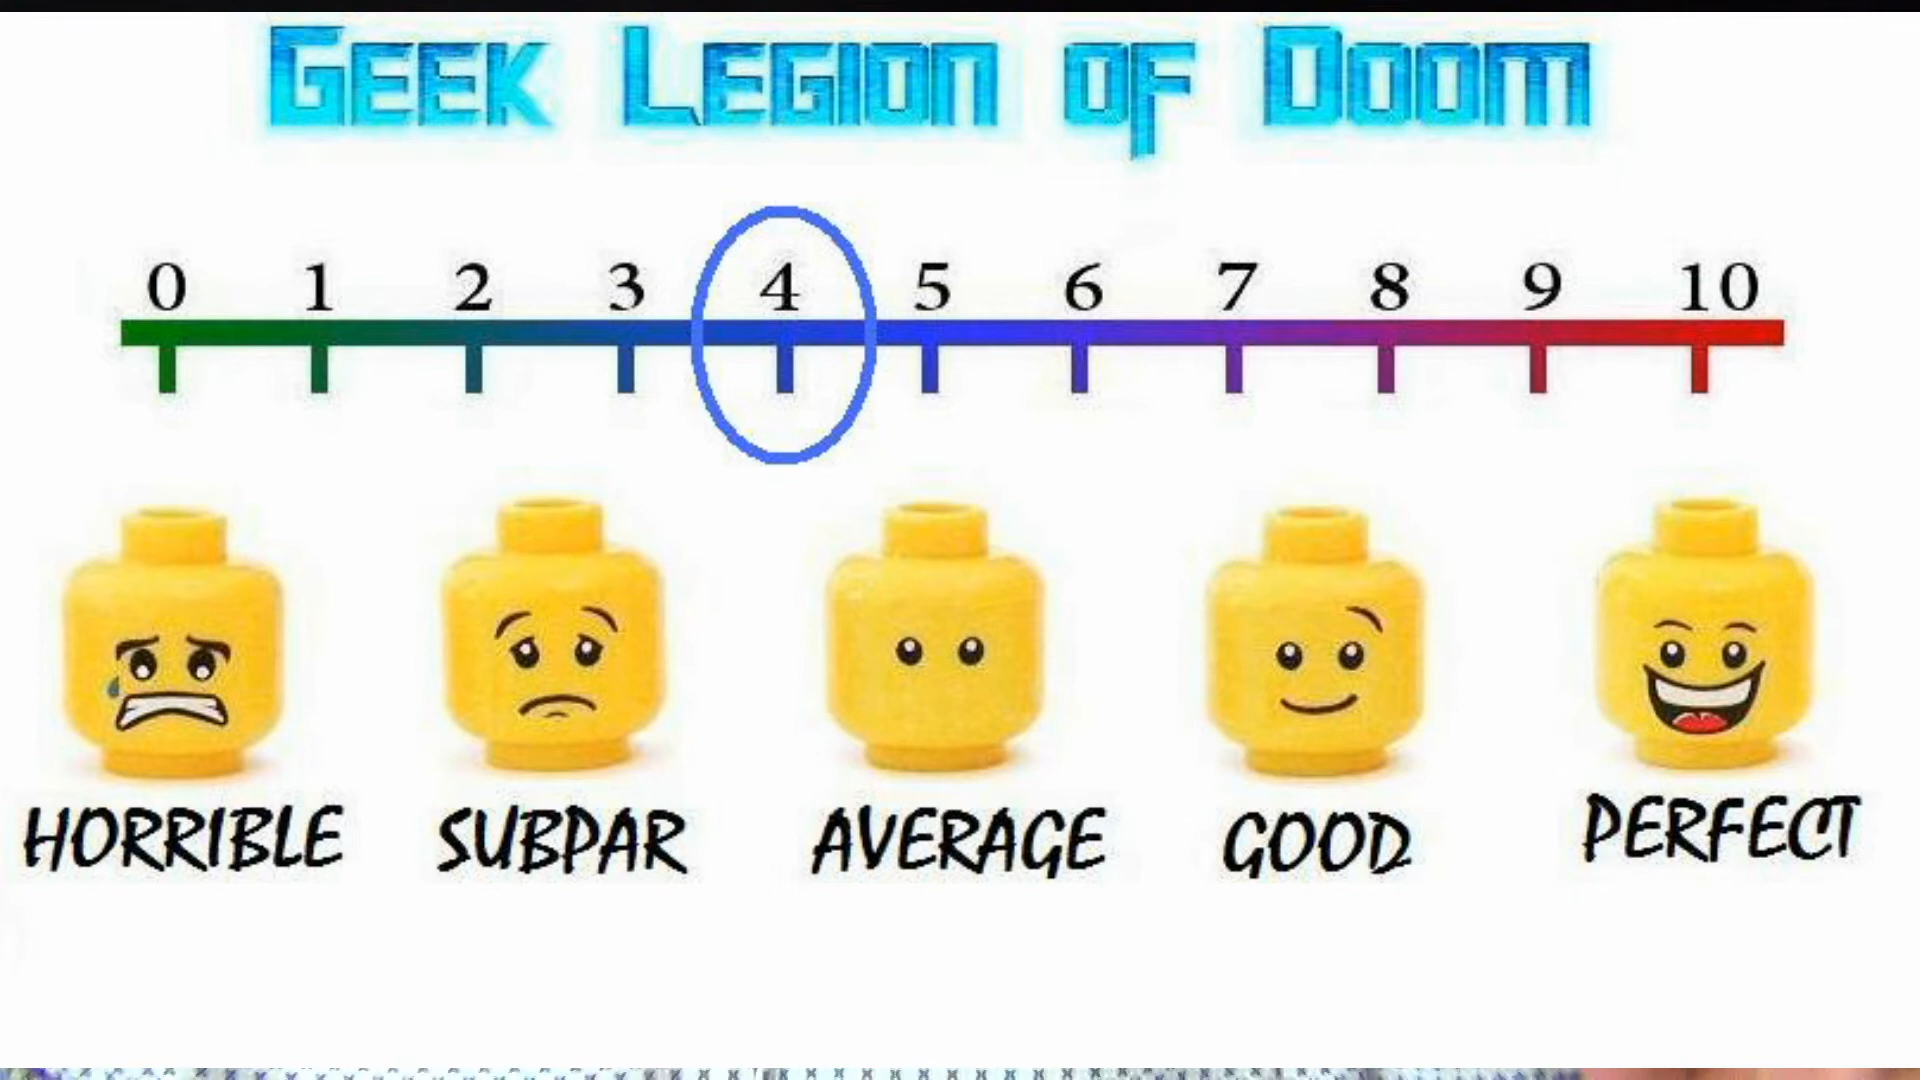 GEEK LEGION OF DOOM
0 1 2 3 4 5 6 7 8 9 10
HORRIBLE SUBPAR AVERAGE GOOD PERFECT